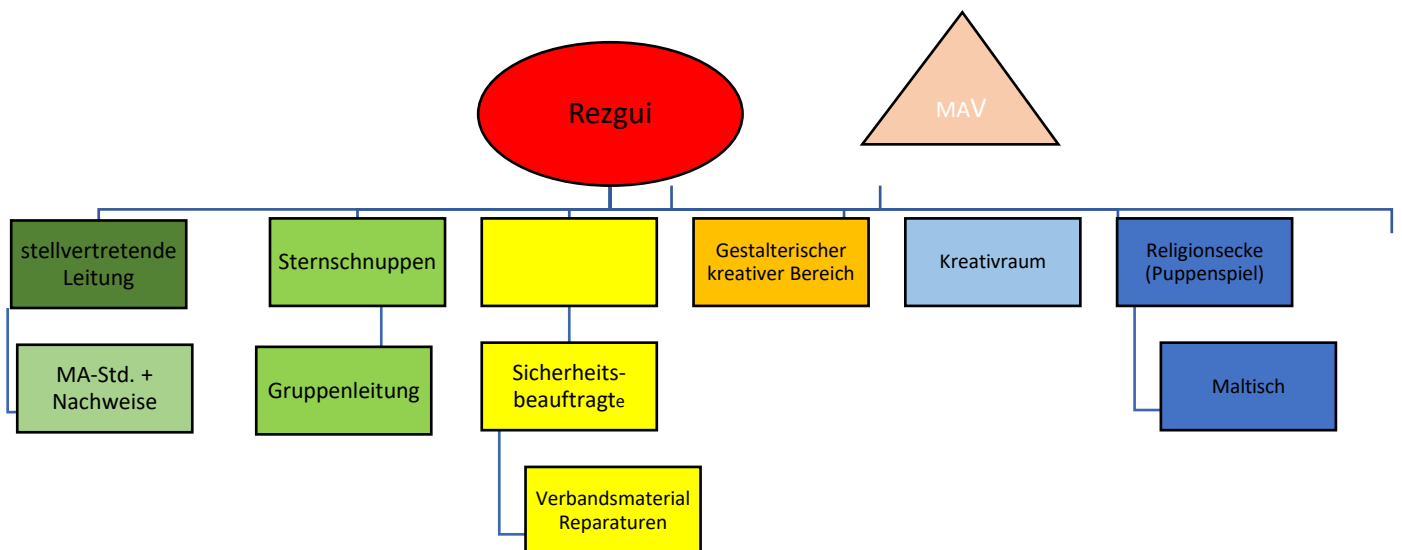 Rezgui
MAV
stellvertretende
Leitung
Sternschnuppen
Gestalterischer
kreativer Bereich
Kreativraum
Religionsecke
(Puppenspiel)
MA-Std. +
Nachweise
Gruppenleitung
Sicherheits-
beauftragte
Maltisch
Verbandsmaterial
Reparaturen